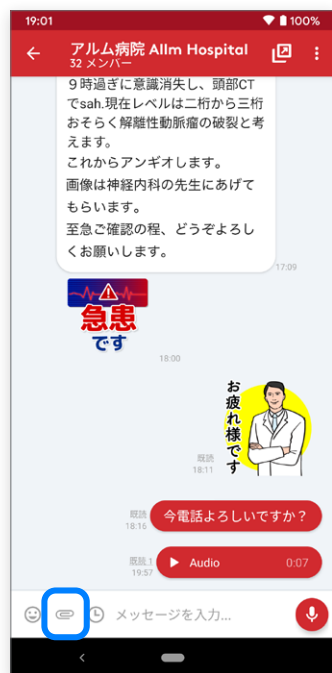 19:01
100%
アルム病院 Allm Hospital
32 メンバー
9時過ぎに意識消失し、頭部CT
でsah.現在レベルは二桁から三桁
おそらく解離性動脈瘤の破裂と考
えます。
これからアンギオします。
画像は神経内科の先生にあげて
もらいます。
至急ご確認の程、どうぞよろし
くお願いします。
17:09
急患
です
18:00
お疲れ様です
既読
18:11
今電話よろしいですか？
既読
18:16
Audio
0:07
既読 1
19:57
メッセージを入力...